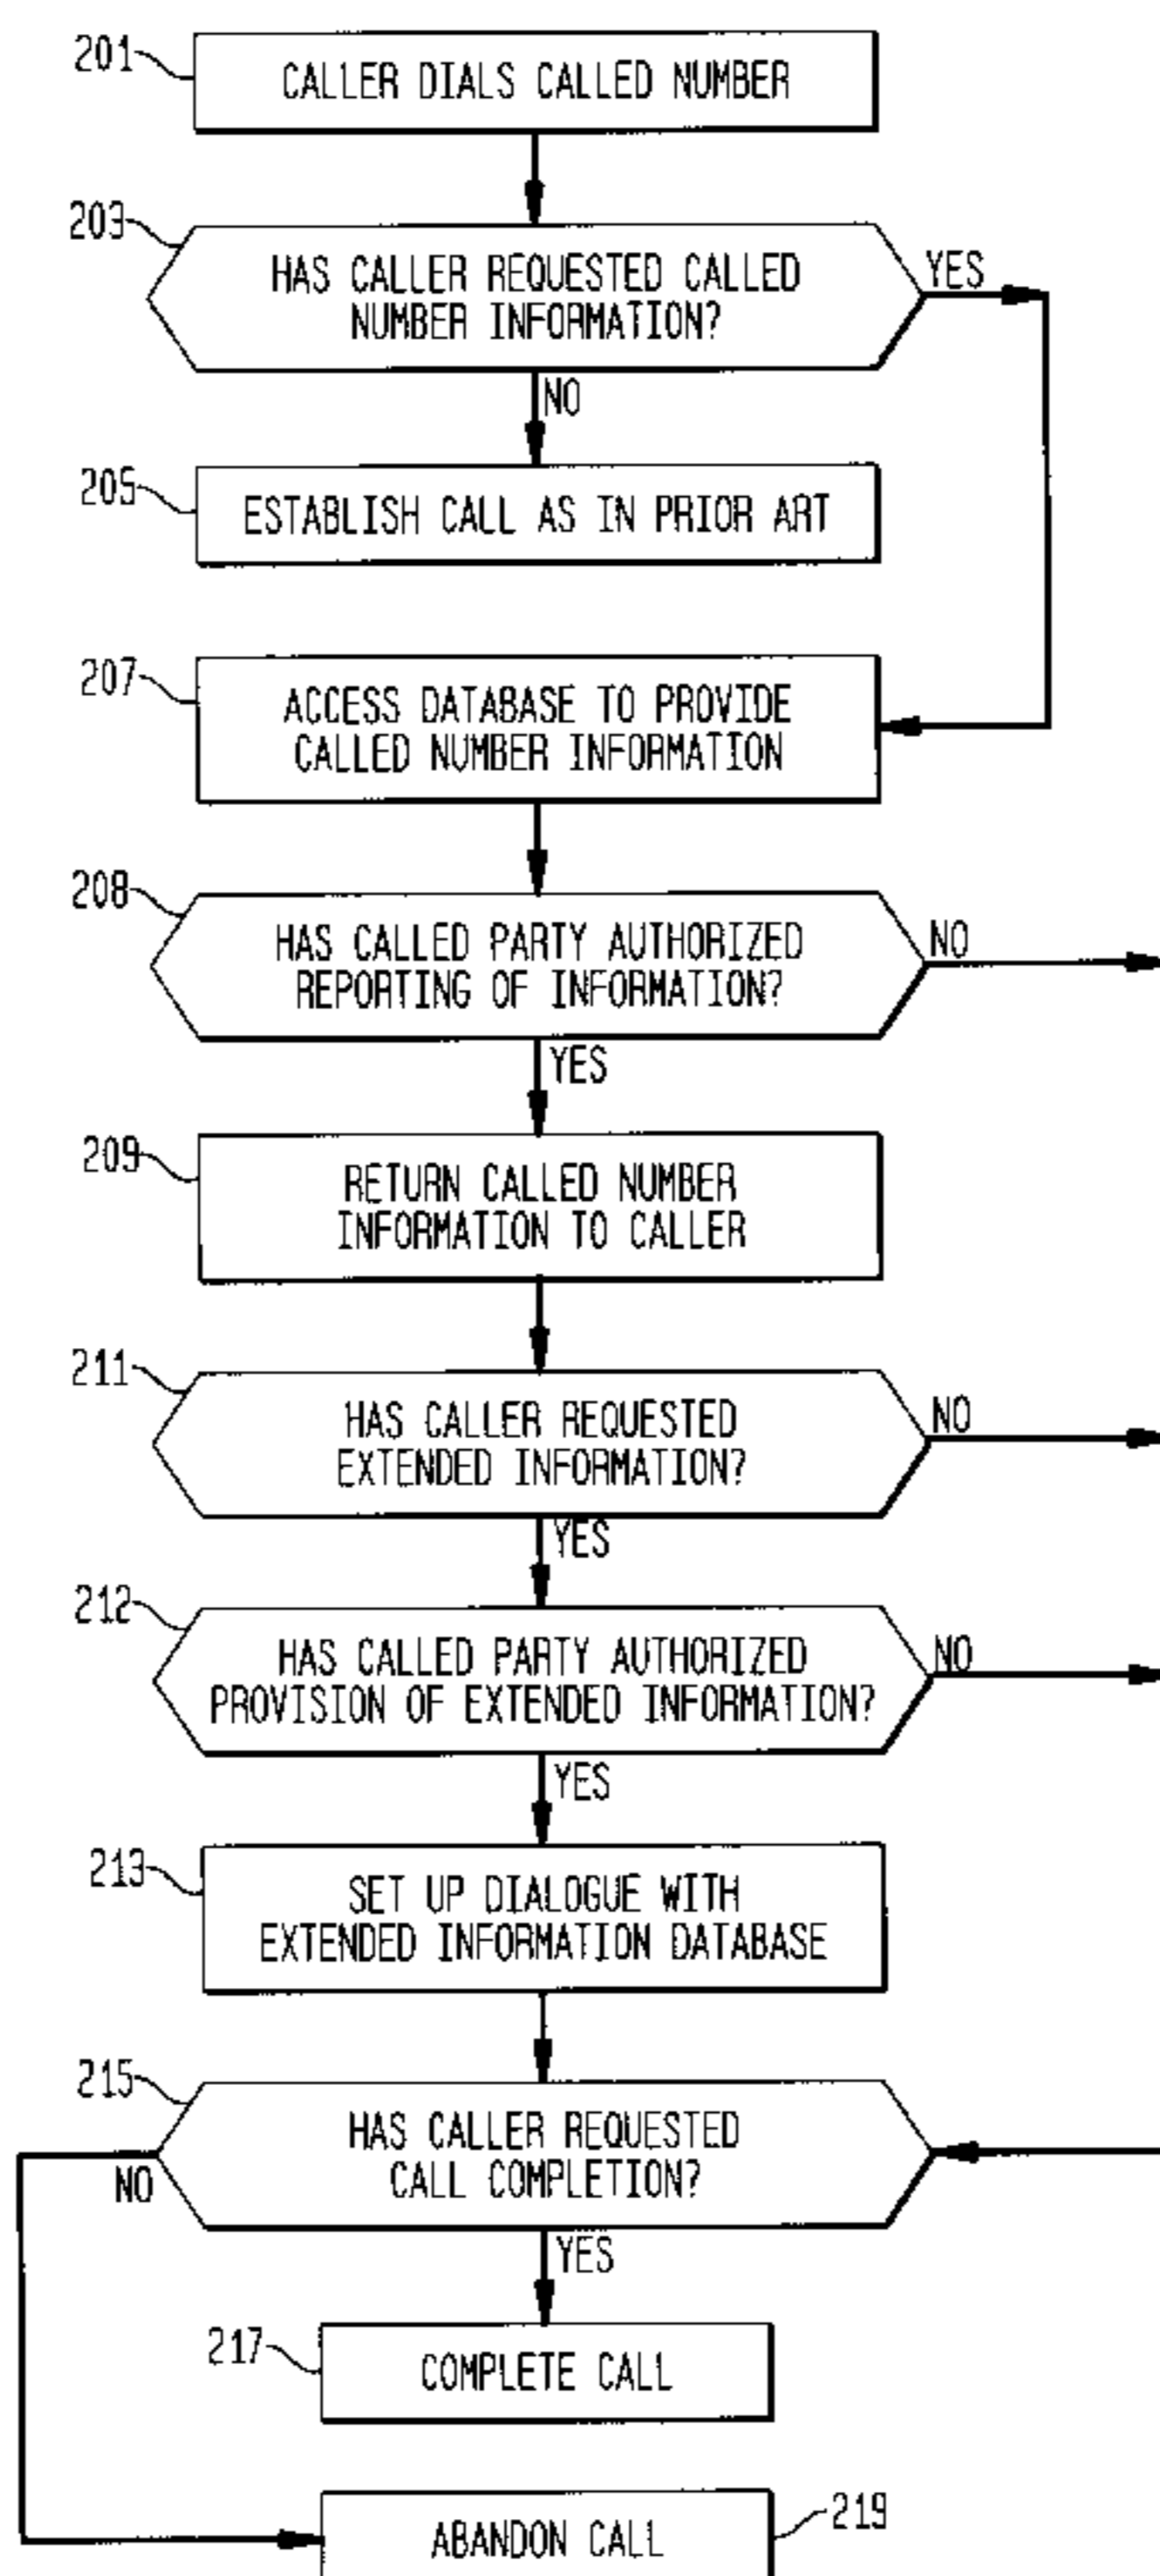 201
CALLER DIALS CALLED NUMBER
203
HAS CALLER REQUESTED CALLED
NUMBER INFORMATION?
YES
NO
205
ESTABLISH CALL AS IN PRIOR ART
207
ACCESS DATABASE TO PROVIDE
CALLED NUMBER INFORMATION
208
HAS CALLED PARTY AUTHORIZED
REPORTING OF INFORMATION?
NO
YES
209
RETURN CALLED NUMBER
INFORMATION TO CALLER
211
HAS CALLER REQUESTED
EXTENDED INFORMATION?
NO
YES
212
HAS CALLED PARTY AUTHORIZED
PROVISION OF EXTENDED INFORMATION?
NO
YES
213
SET UP DIALOGUE WITH
EXTENDED INFORMATION DATABASE
215
HAS CALLER REQUESTED
CALL COMPLETION?
NO
YES
217
COMPLETE CALL
219
ABANDON CALL